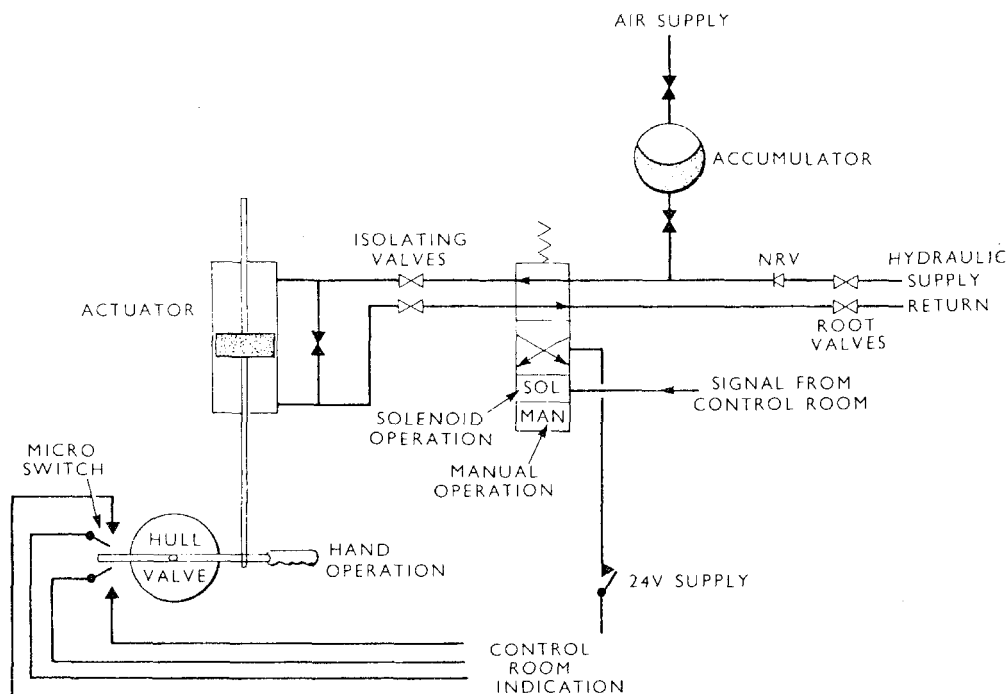 AIR SUPPLY
ACCUMULATOR
ISOLATING
VALVES
NRV
HYDRAULIC
SUPPLY
RETURN
ACTUATOR
ROOT
VALVES
SOL
SIGNAL FROM
CONTROL ROOM
SOLENOID
OPERATION
MAN
MANUAL
OPERATION
MICRO
SWITCH
HULL
VALVE
HAND
OPERATION
24V SUPPLY
CONTROL
ROOM
INDICATION